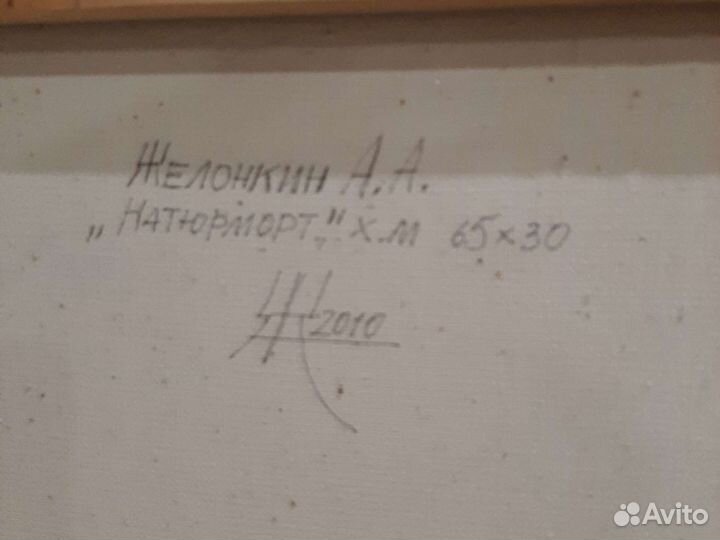 Желонкин А.А.
„Натюрморт" х.м 65×30
2010
Avito